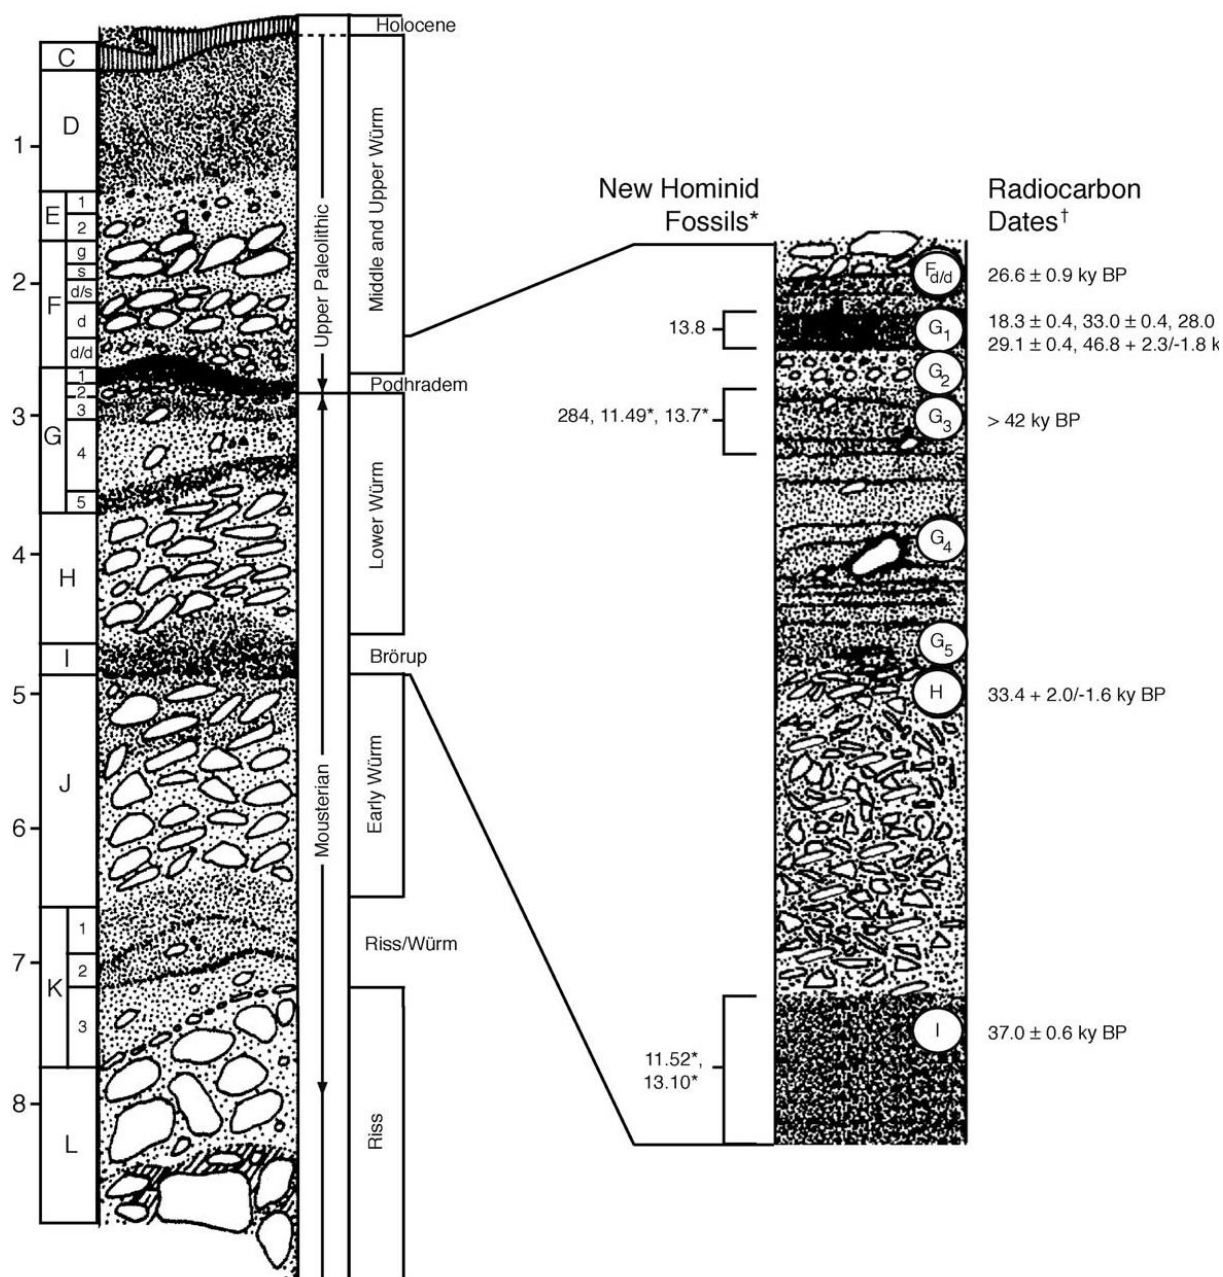 Holocene
C
D
1
E
1
2
F
g
s
2
d/s
d
d/d
G
1
2
3
3
4
5
H
4
I
5
J
6
K
1
2
7
3
L
8
Upper Paleolithic
Mousterian
Middle and Upper Würm
Podhradem
Lower Würm
Brörup
Early Würm
Riss/Würm
Riss
New Hominid
Fossils*
13.8
284, 11.49*, 13.7*
11.52*,
13.10*
Fd/d
G1
G2
G3
G4
G5
H
I
Radiocarbon
Dates†
26.6 ± 0.9 ky BP
18.3 ± 0.4, 33.0 ± 0.4, 28.0
29.1 ± 0.4, 46.8 + 2.3/-1.8 k
> 42 ky BP
33.4 + 2.0/-1.6 ky BP
37.0 ± 0.6 ky BP